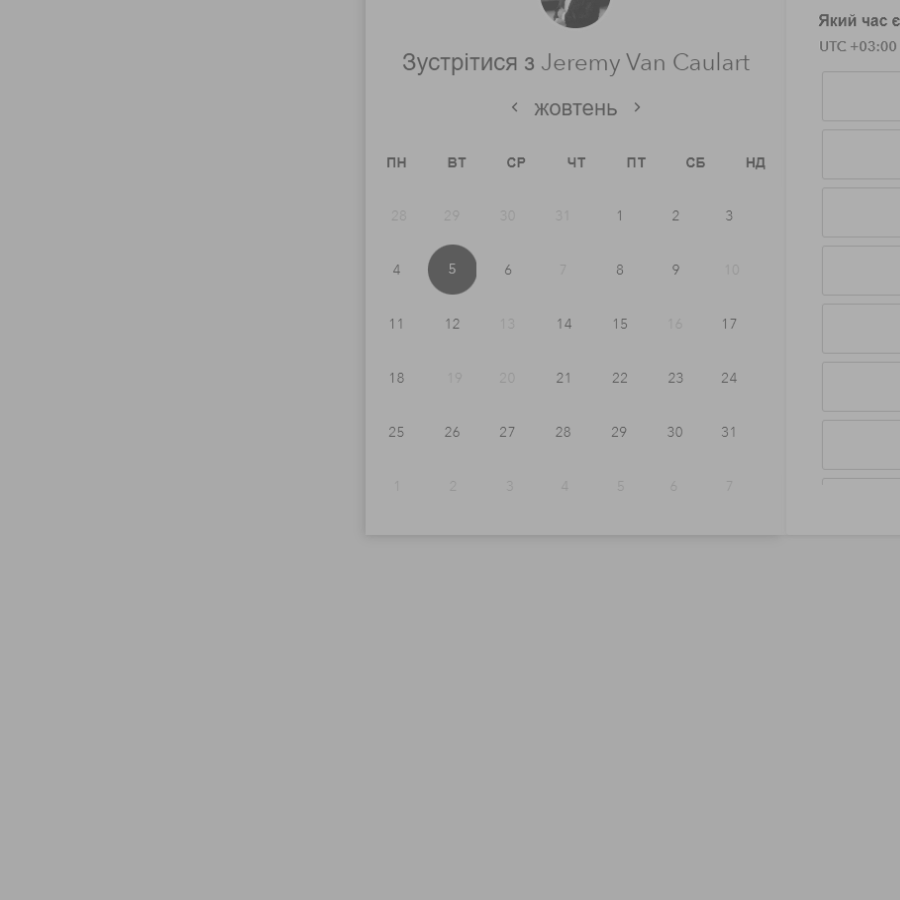 Зустрітися з Jeremy Van Caulart
жовтень
ПН ВТ СР ЧТ ПТ СБ НД
28 29 30 31 1 2 3
4 5 6 7 8 9 10
11 12 13 14 15 16 17
18 19 20 21 22 23 24
25 26 27 28 29 30 31
1 2 3 4 5 6 7
Який час є
UTC +03:00